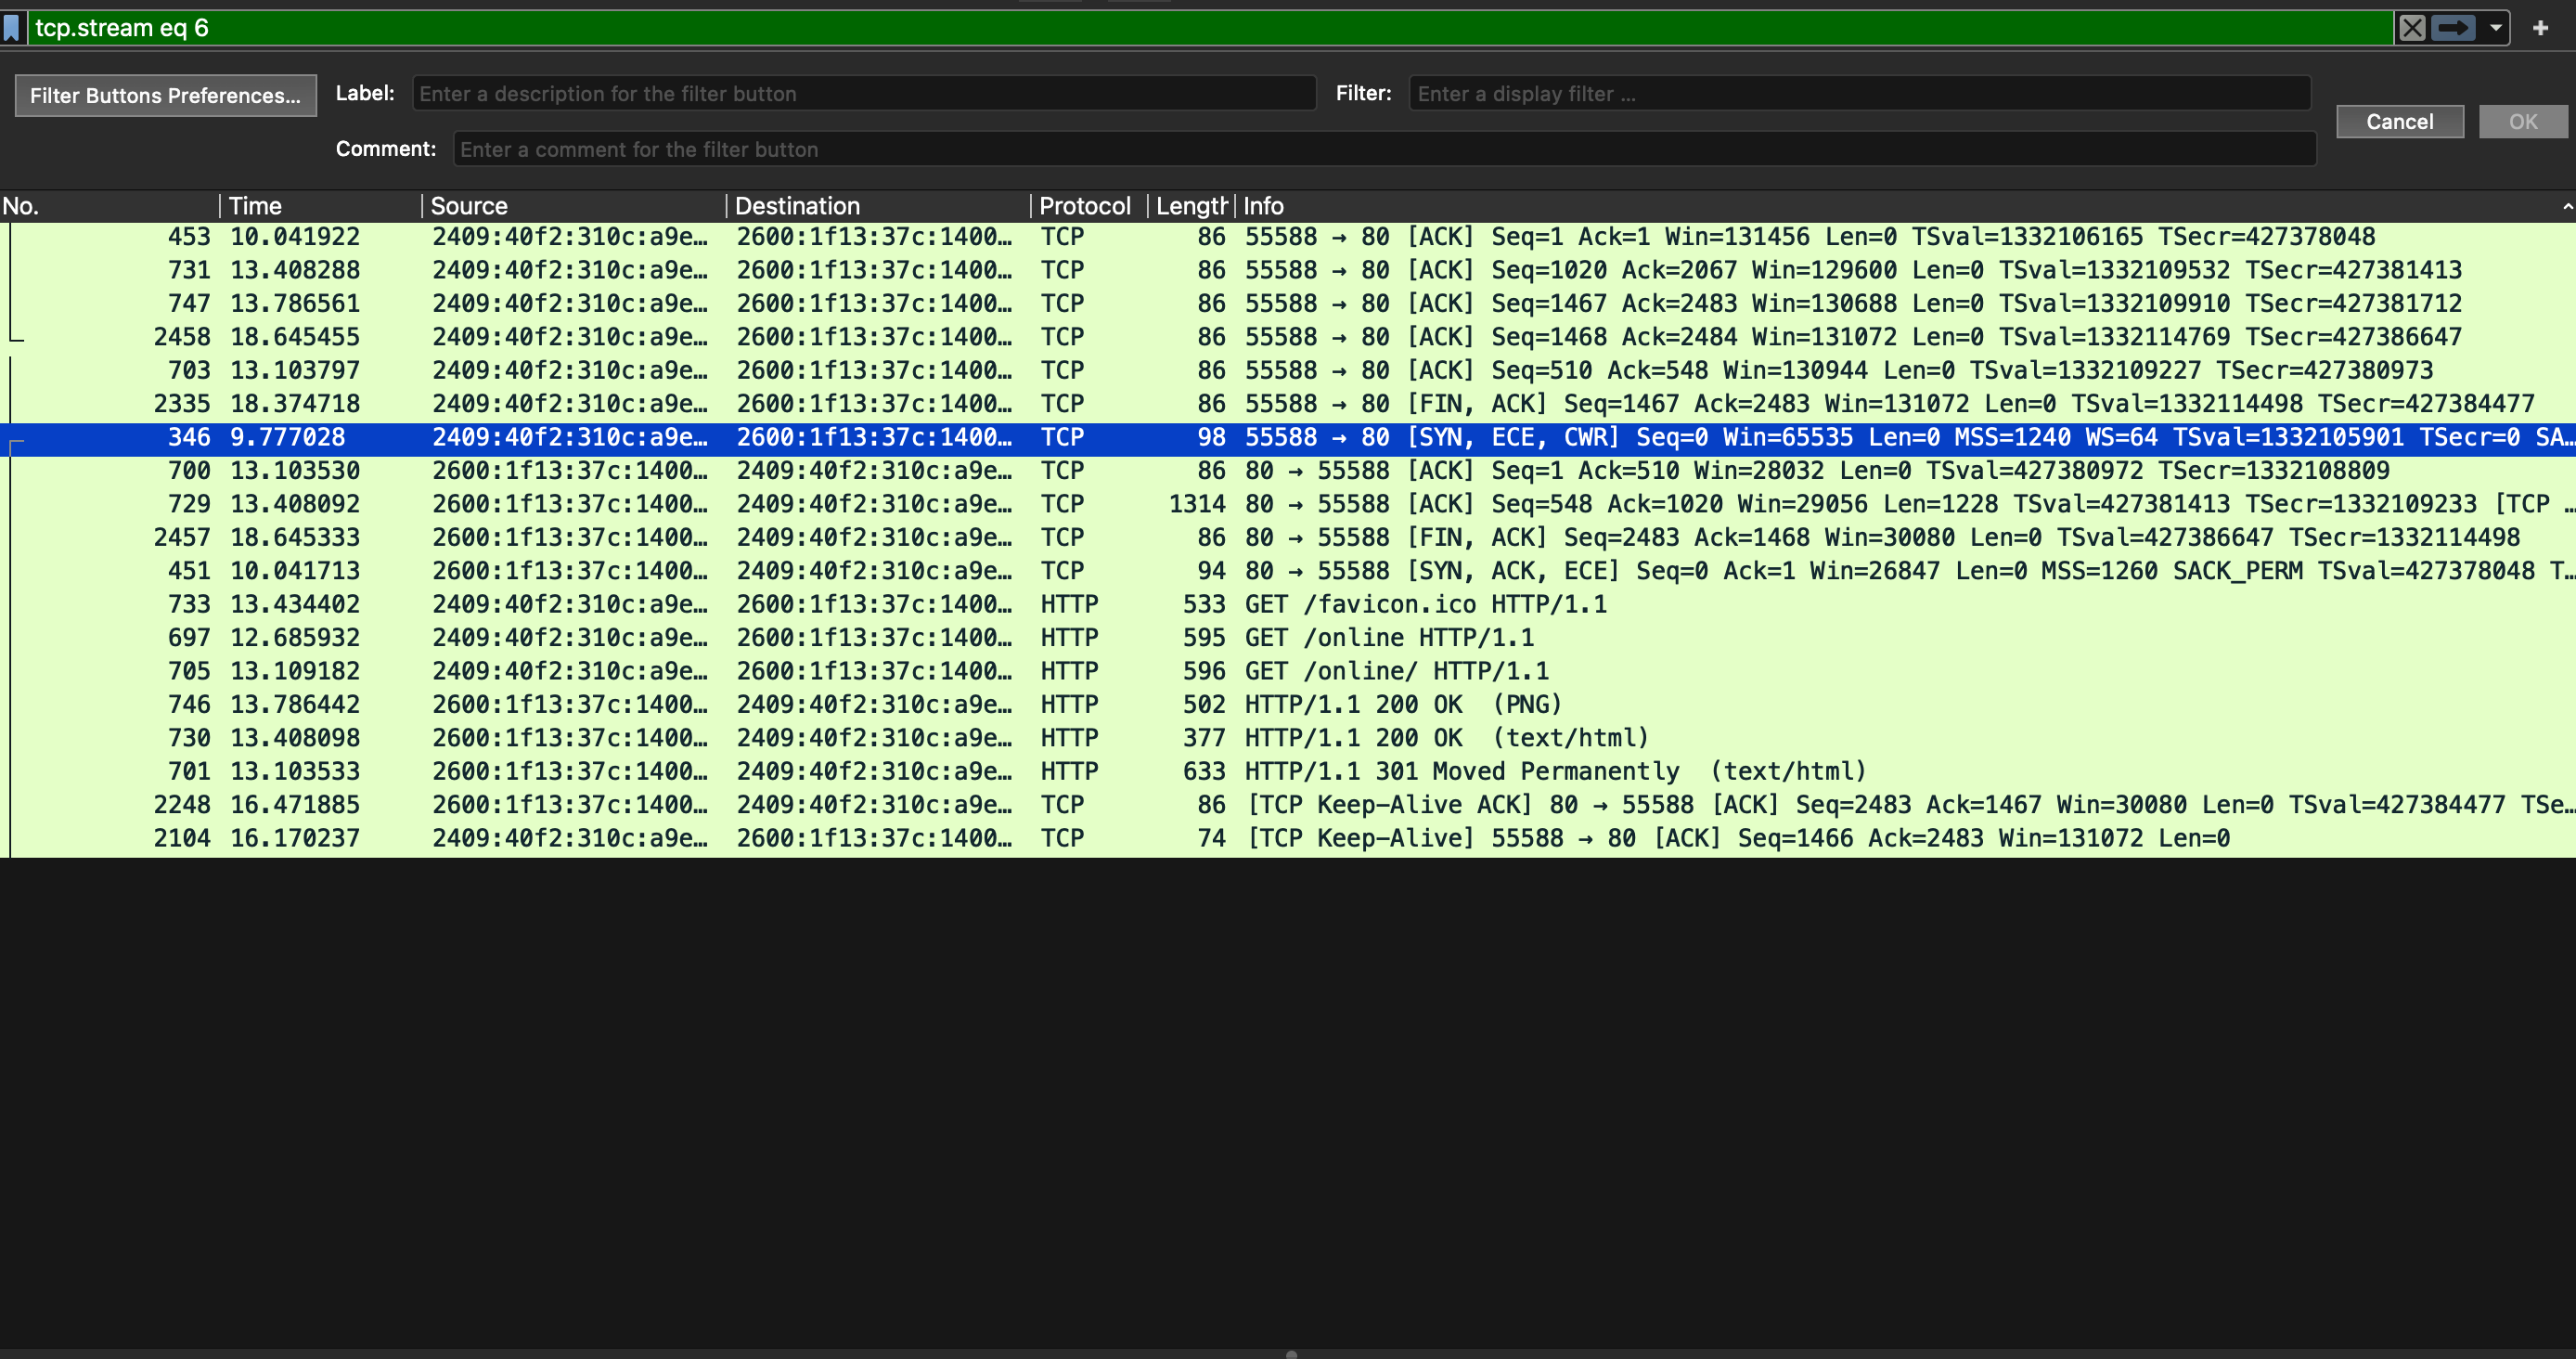 tcp.stream eq 6
Filter Buttons Preferences... Label: Enter a description for the filter button Filter: Enter a display filter ... Cancel OK
Comment: Enter a comment for the filter button
No. Time Source Destination Protocol Length Info
453 10.041922 2409:40f2:310c:a9e… 2600:1f13:37c:1400… TCP 86 55588 → 80 [ACK] Seq=1 Ack=1 Win=131456 Len=0 TSval=1332106165 TSecr=427378048
731 13.408288 2409:40f2:310c:a9e… 2600:1f13:37c:1400… TCP 86 55588 → 80 [ACK] Seq=1020 Ack=2067 Win=129600 Len=0 TSval=1332109532 TSecr=427381413
747 13.786561 2409:40f2:310c:a9e… 2600:1f13:37c:1400… TCP 86 55588 → 80 [ACK] Seq=1467 Ack=2483 Win=130688 Len=0 TSval=1332109910 TSecr=427381712
2458 18.645455 2409:40f2:310c:a9e… 2600:1f13:37c:1400… TCP 86 55588 → 80 [ACK] Seq=1468 Ack=2484 Win=131072 Len=0 TSval=1332114769 TSecr=427386647
703 13.103797 2409:40f2:310c:a9e… 2600:1f13:37c:1400… TCP 86 55588 → 80 [ACK] Seq=510 Ack=548 Win=130944 Len=0 TSval=1332109227 TSecr=427380973
2335 18.374718 2409:40f2:310c:a9e… 2600:1f13:37c:1400… TCP 86 55588 → 80 [FIN, ACK] Seq=1467 Ack=2483 Win=131072 Len=0 TSval=1332114498 TSecr=427384477
346 9.777028 2409:40f2:310c:a9e… 2600:1f13:37c:1400… TCP 98 55588 → 80 [SYN, ECE, CWR] Seq=0 Win=65535 Len=0 MSS=1240 WS=64 TSval=1332105901 TSecr=0 SA…
700 13.103530 2600:1f13:37c:1400… 2409:40f2:310c:a9e… TCP 86 80 → 55588 [ACK] Seq=1 Ack=510 Win=28032 Len=0 TSval=427380972 TSecr=1332108809
729 13.408092 2600:1f13:37c:1400… 2409:40f2:310c:a9e… TCP 1314 80 → 55588 [ACK] Seq=548 Ack=1020 Win=29056 Len=1228 TSval=427381413 TSecr=1332109233 [TCP …
2457 18.645333 2600:1f13:37c:1400… 2409:40f2:310c:a9e… TCP 86 80 → 55588 [FIN, ACK] Seq=2483 Ack=1468 Win=30080 Len=0 TSval=427386647 TSecr=1332114498
451 10.041713 2600:1f13:37c:1400… 2409:40f2:310c:a9e… TCP 94 80 → 55588 [SYN, ACK, ECE] Seq=0 Ack=1 Win=26847 Len=0 MSS=1260 SACK_PERM TSval=427378048 T…
733 13.434402 2409:40f2:310c:a9e… 2600:1f13:37c:1400… HTTP 533 GET /favicon.ico HTTP/1.1
697 12.685932 2409:40f2:310c:a9e… 2600:1f13:37c:1400… HTTP 595 GET /online HTTP/1.1
705 13.109182 2409:40f2:310c:a9e… 2600:1f13:37c:1400… HTTP 596 GET /online/ HTTP/1.1
746 13.786442 2600:1f13:37c:1400… 2409:40f2:310c:a9e… HTTP 502 HTTP/1.1 200 OK (PNG)
730 13.408098 2600:1f13:37c:1400… 2409:40f2:310c:a9e… HTTP 377 HTTP/1.1 200 OK (text/html)
701 13.103533 2600:1f13:37c:1400… 2409:40f2:310c:a9e… HTTP 633 HTTP/1.1 301 Moved Permanently (text/html)
2248 16.471885 2600:1f13:37c:1400… 2409:40f2:310c:a9e… TCP 86 [TCP Keep-Alive ACK] 80 → 55588 [ACK] Seq=2483 Ack=1467 Win=30080 Len=0 TSval=427384477 TSe…
2104 16.170237 2409:40f2:310c:a9e… 2600:1f13:37c:1400… TCP 74 [TCP Keep-Alive] 55588 → 80 [ACK] Seq=1466 Ack=2483 Win=131072 Len=0